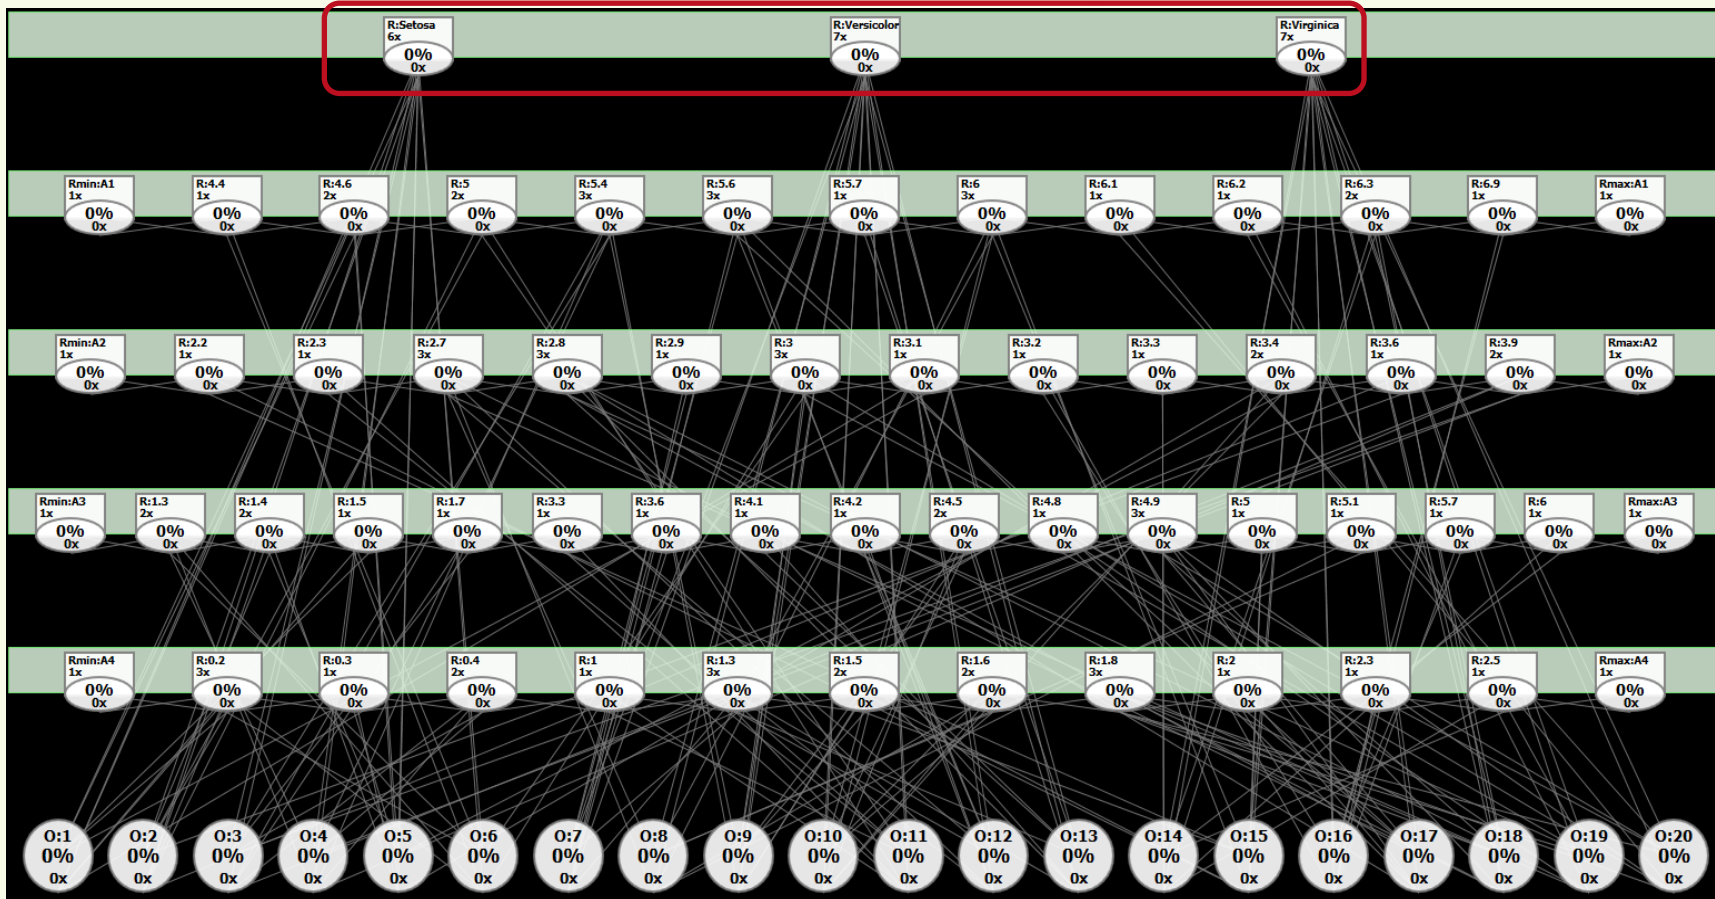 R:Setosa R:Versicolor R:Virginica
6x 7x 7x
0% 0% 0%
0x 0x 0x
Rmin:A1 R:4.4 R:4.6 R:5 R:5.4 R:5.6 R:5.7 R:6 R:6.1 R:6.2 R:6.3 R:6.9 Rmax:A1
1x 1x 2x 2x 3x 3x 1x 3x 1x 1x 2x 1x 1x
0% 0% 0% 0% 0% 0% 0% 0% 0% 0% 0% 0% 0%
0x 0x 0x 0x 0x 0x 0x 0x 0x 0x 0x 0x 0x
Rmin:A2 R:2.2 R:2.3 R:2.7 R:2.8 R:2.9 R:3 R:3.1 R:3.2 R:3.3 R:3.4 R:3.6 R:3.9 Rmax:A2
1x 1x 1x 3x 3x 1x 3x 1x 1x 1x 2x 1x 2x 1x
0% 0% 0% 0% 0% 0% 0% 0% 0% 0% 0% 0% 0% 0%
0x 0x 0x 0x 0x 0x 0x 0x 0x 0x 0x 0x 0x 0x
Rmin:A3 R:1.3 R:1.4 R:1.5 R:1.7 R:3.3 R:3.6 R:4.1 R:4.2 R:4.5 R:4.8 R:4.9 R:5 R:5.1 R:5.7 R:6 Rmax:A3
1x 2x 2x 1x 1x 1x 1x 1x 1x 2x 1x 3x 1x 1x 1x 1x 1x
0% 0% 0% 0% 0% 0% 0% 0% 0% 0% 0% 0% 0% 0% 0% 0% 0%
0x 0x 0x 0x 0x 0x 0x 0x 0x 0x 0x 0x 0x 0x 0x 0x 0x
Rmin:A4 R:0.2 R:0.3 R:0.4 R:1 R:1.3 R:1.5 R:1.6 R:1.8 R:2 R:2.3 R:2.5 Rmax:A4
1x 3x 1x 2x 1x 3x 2x 2x 3x 1x 1x 1x 1x
0% 0% 0% 0% 0% 0% 0% 0% 0% 0% 0% 0% 0%
0x 0x 0x 0x 0x 0x 0x 0x 0x 0x 0x 0x 0x
O:1 O:2 O:3 O:4 O:5 O:6 O:7 O:8 O:9 O:10 O:11 O:12 O:13 O:14 O:15 O:16 O:17 O:18 O:19 O:20
0% 0% 0% 0% 0% 0% 0% 0% 0% 0% 0% 0% 0% 0% 0% 0% 0% 0% 0% 0%
0x 0x 0x 0x 0x 0x 0x 0x 0x 0x 0x 0x 0x 0x 0x 0x 0x 0x 0x 0x